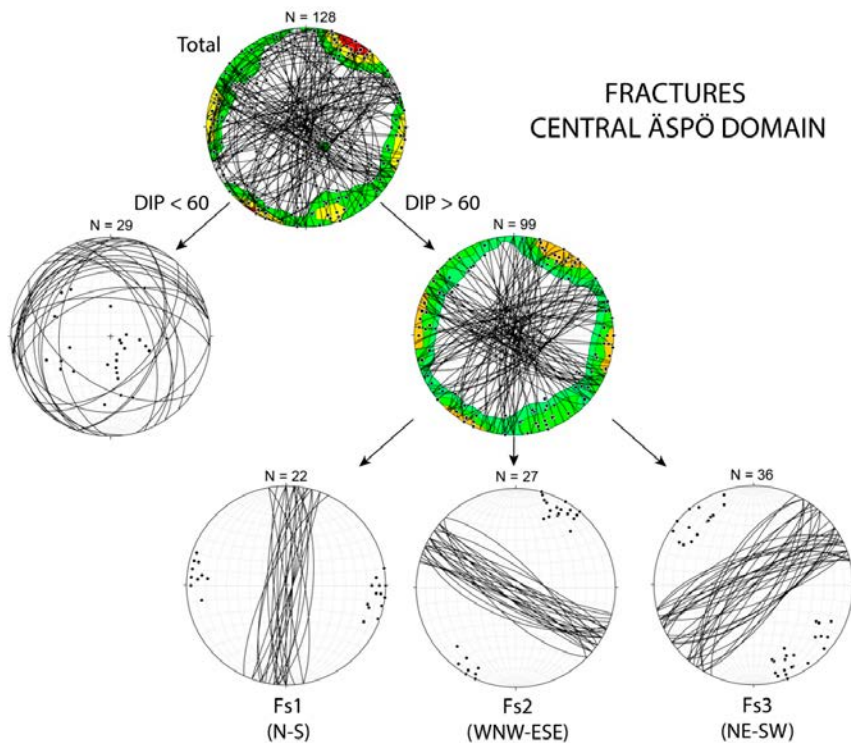 N = 128
Total
FRACTURES
CENTRAL ÄSPÖ DOMAIN
DIP < 60
DIP > 60
N = 29
N = 99
N = 22
N = 27
N = 36
Fs1
(N-S)
Fs2
(WNW-ESE)
Fs3
(NE-SW)